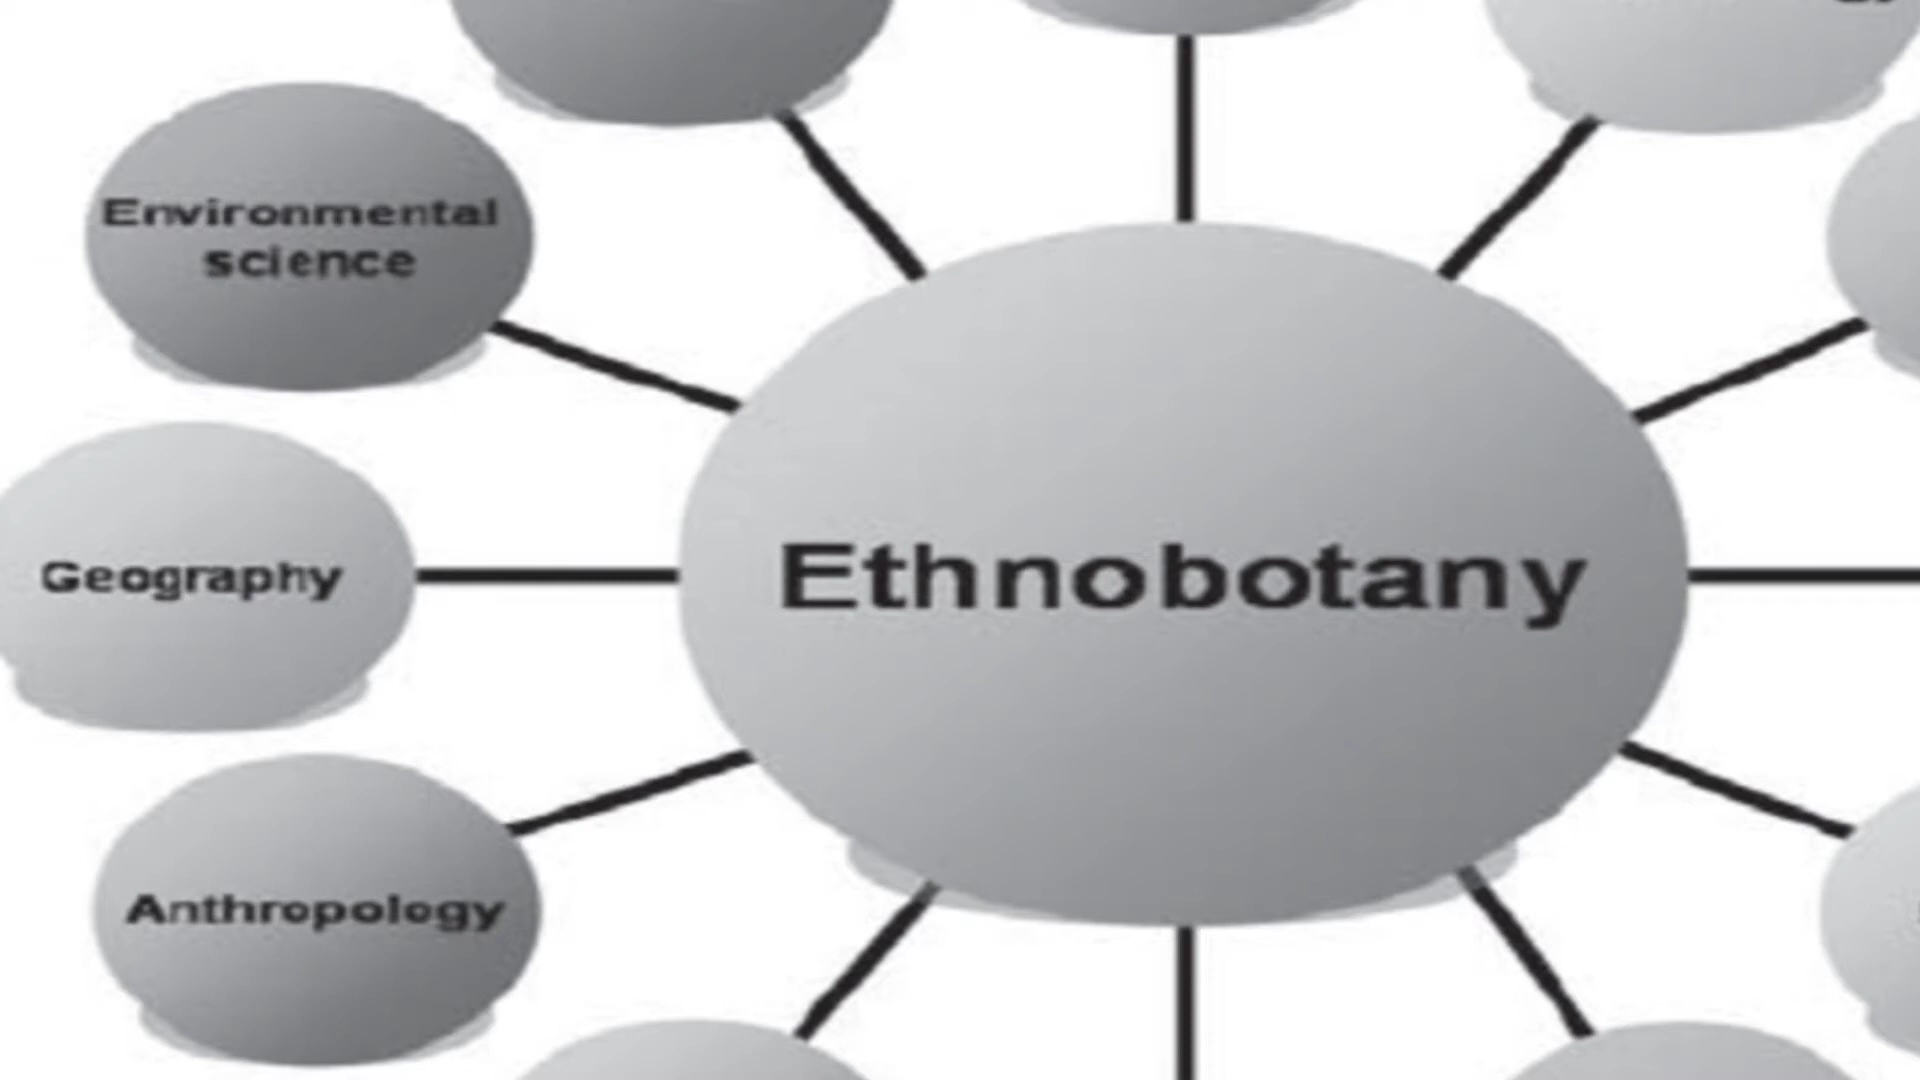 Environmental
science
Geography
Ethnobotany
Anthropology